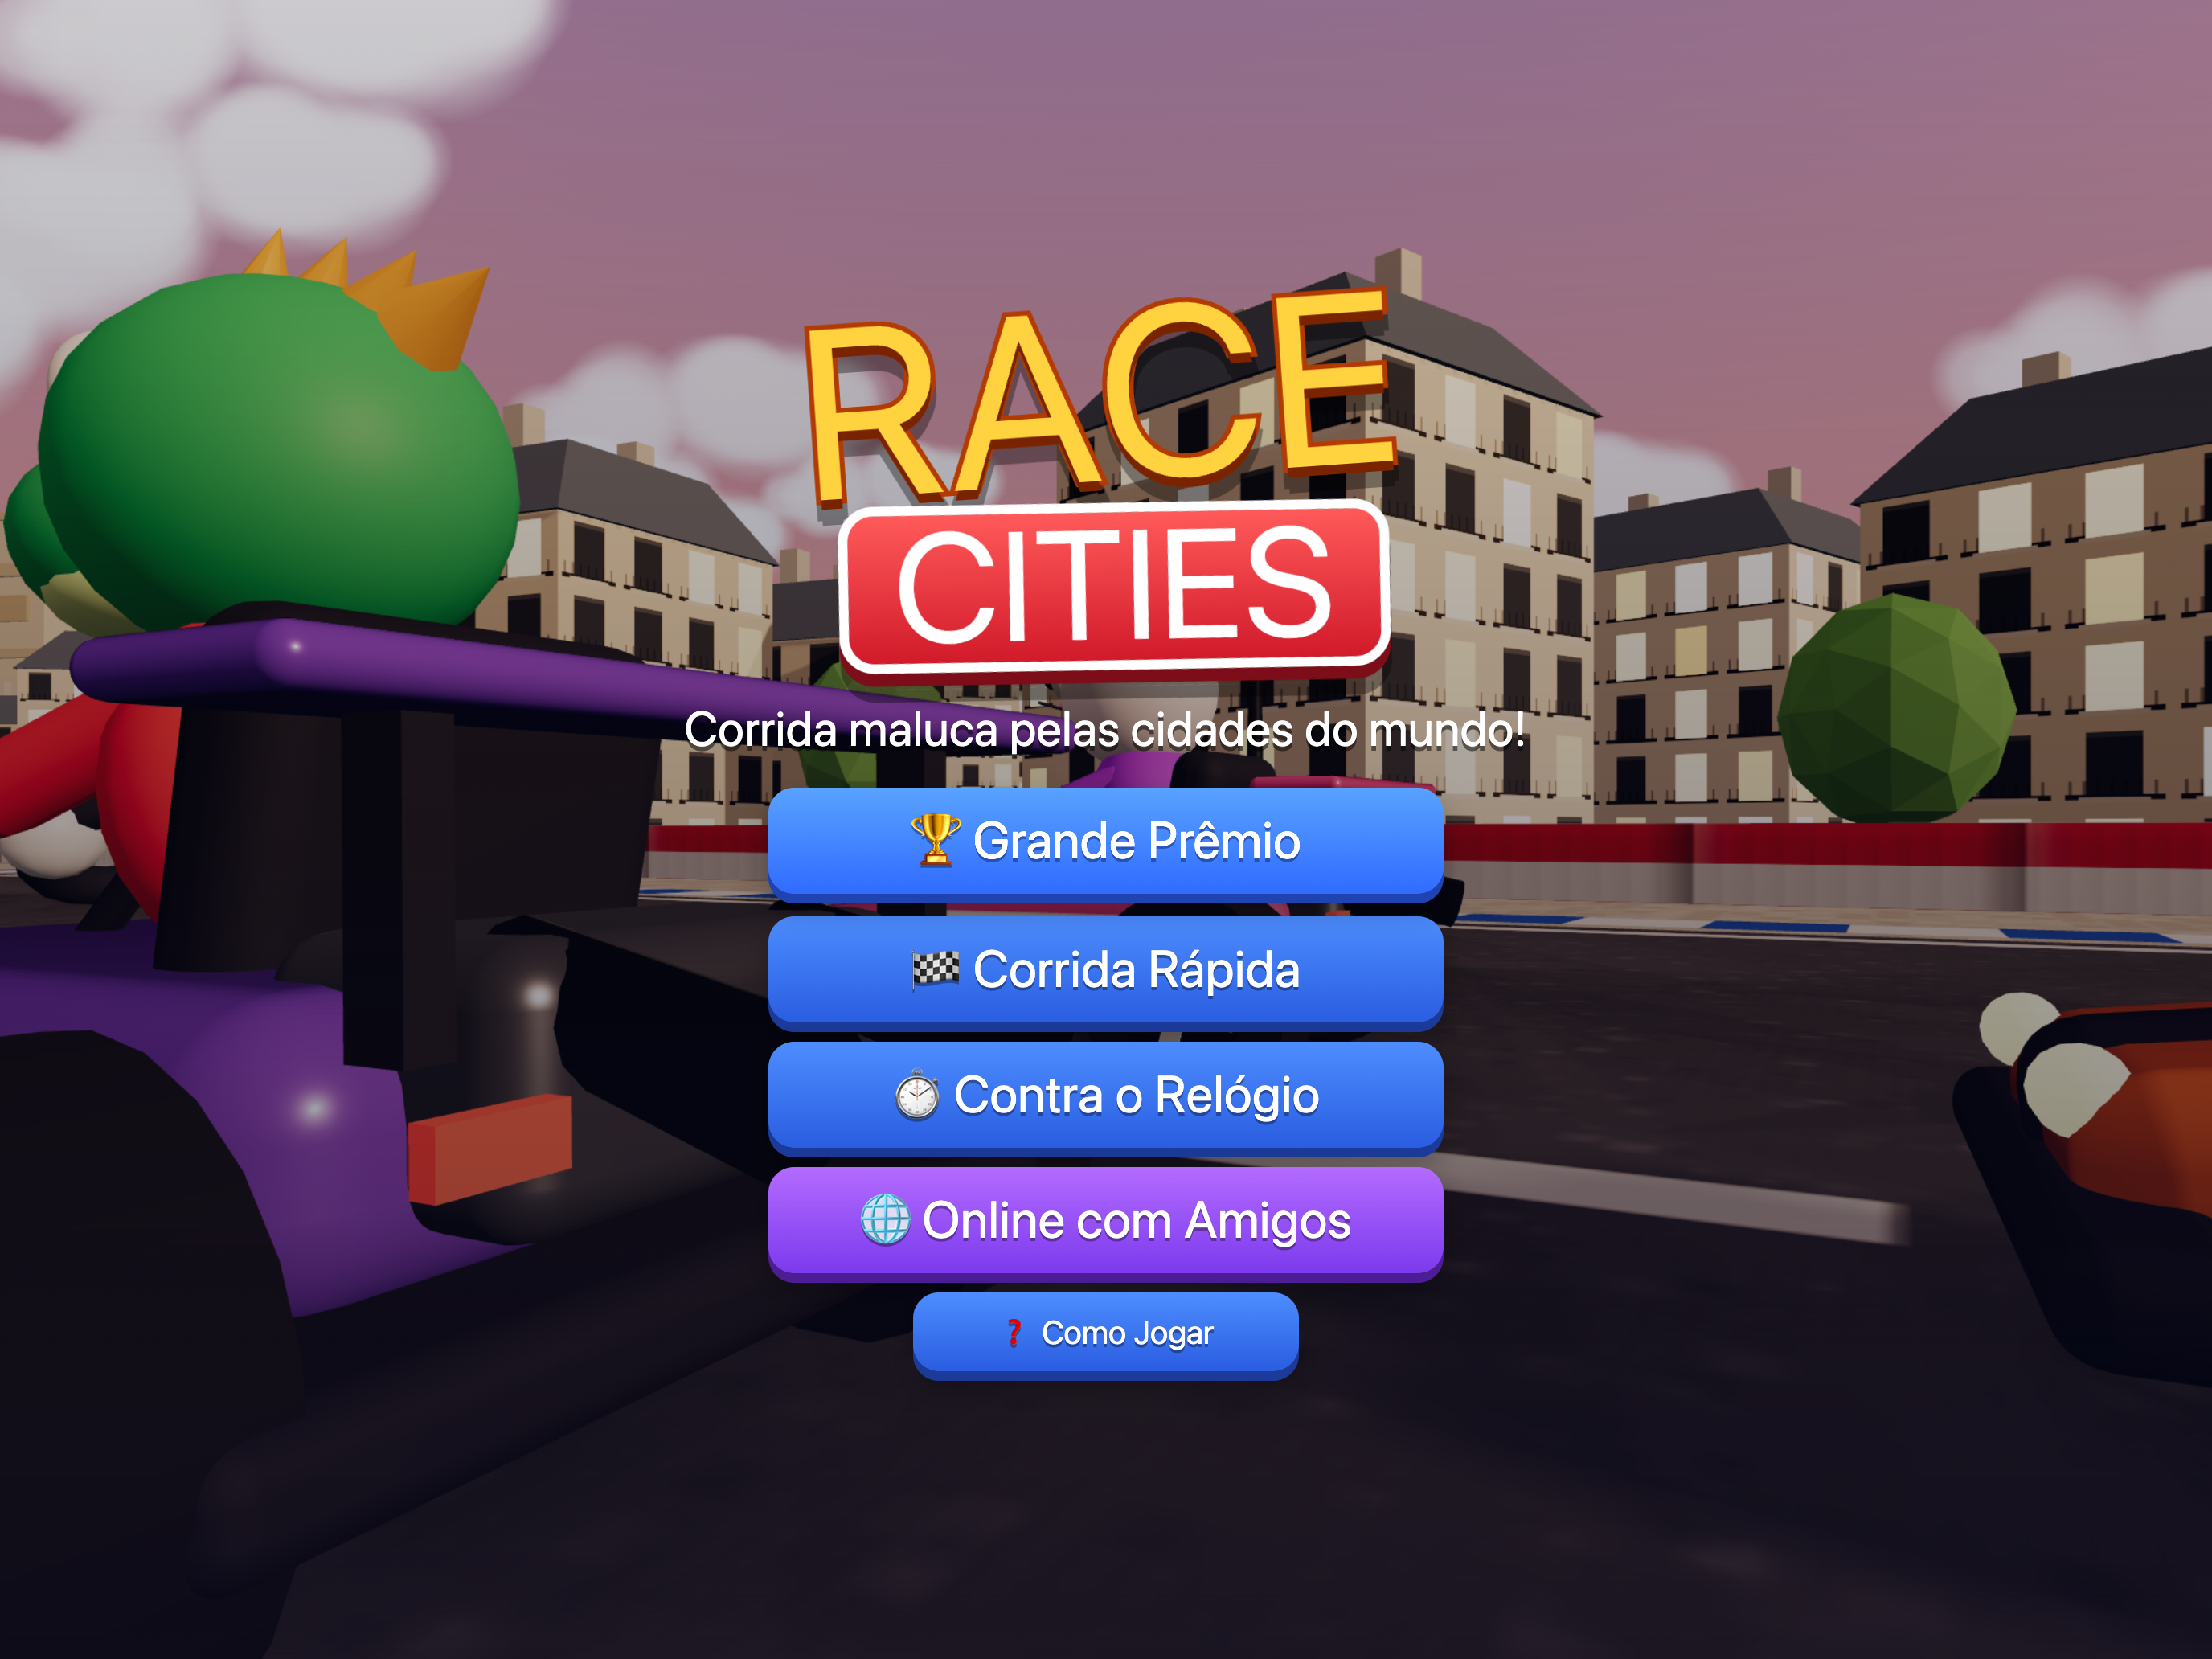 RACE
CITIES
Corrida maluca pelas cidades do mundo!
🏆 Grande Prêmio
🏁 Corrida Rápida
⏱ Contra o Relógio
🌐 Online com Amigos
❓ Como Jogar